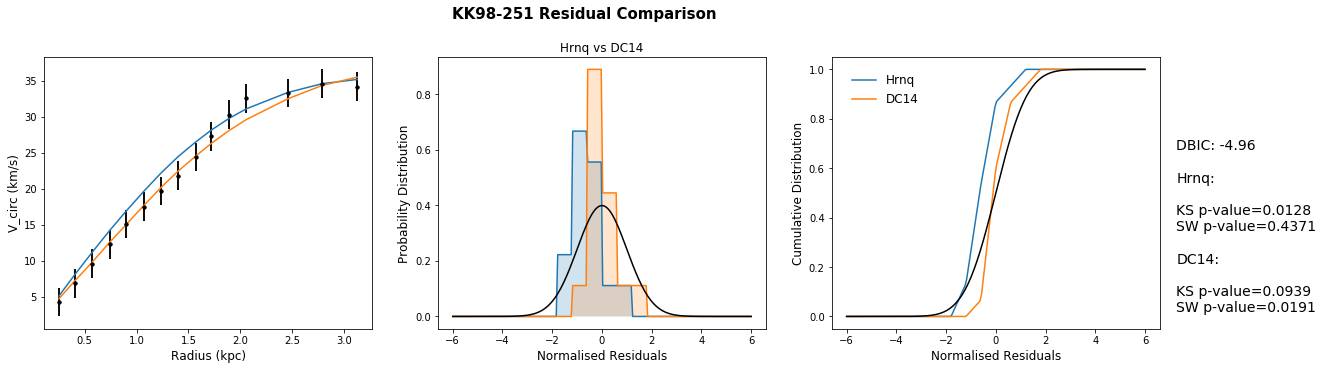 KK98-251 Residual Comparison
V_circ (km/s)
35
30
25
20
15
10
5
0.5 1.0 1.5 2.0 2.5 3.0
Radius (kpc)
Hrnq vs DC14
Probability Distribution
0.8
0.6
0.4
0.2
0.0
−6 −4 −2 0 2 4 6
Normalised Residuals
Cumulative Distribution
1.0
0.8
0.6
0.4
0.2
0.0
Hrnq
DC14
−6 −4 −2 0 2 4 6
Normalised Residuals
DBIC: -4.96
Hrnq:
KS p-value=0.0128
SW p-value=0.4371
DC14:
KS p-value=0.0939
SW p-value=0.0191